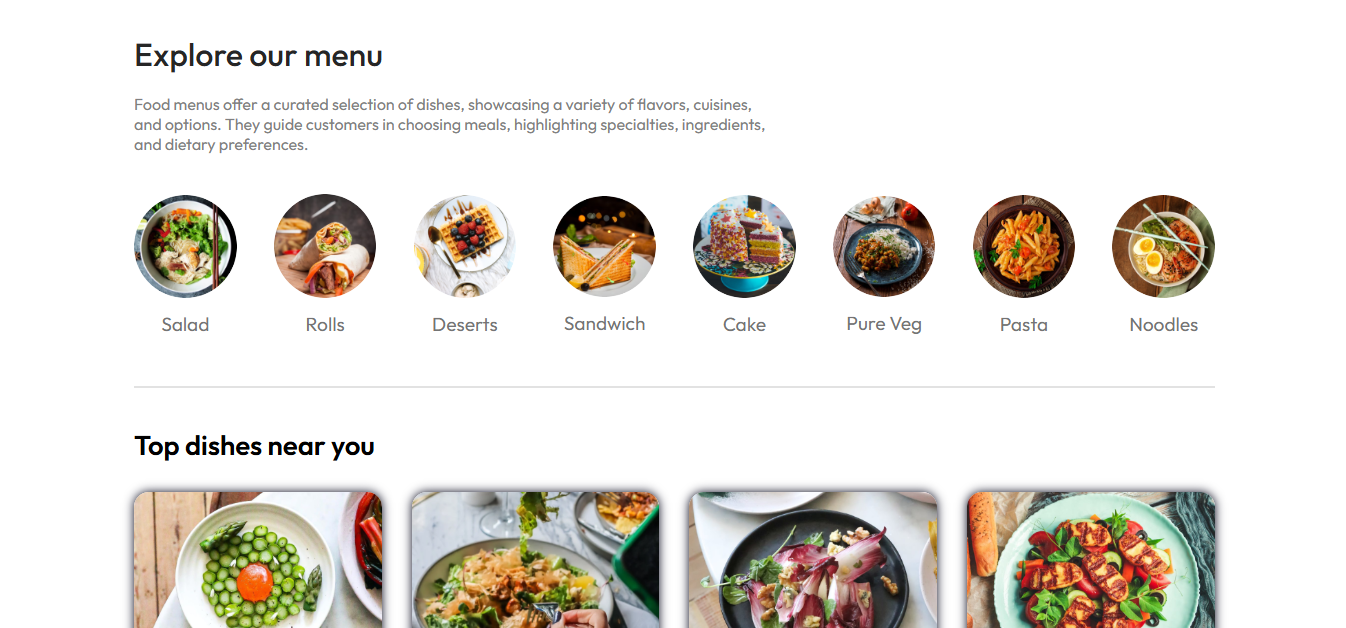 Explore our menu
Food menus offer a curated selection of dishes, showcasing a variety of flavors, cuisines,
and options. They guide customers in choosing meals, highlighting specialties, ingredients,
and dietary preferences.
Salad
Rolls
Deserts
Sandwich
Cake
Pure Veg
Pasta
Noodles
Top dishes near you